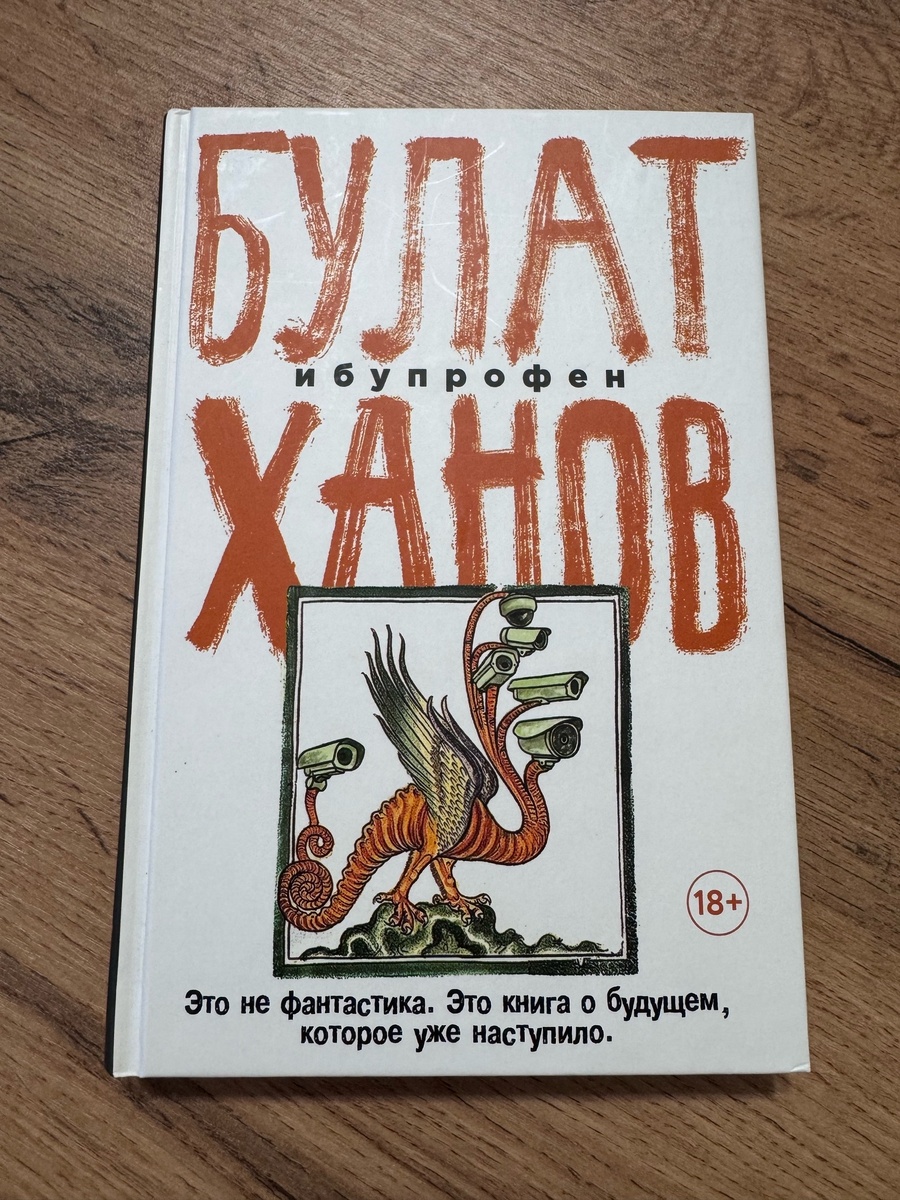 БУЛАТ
ибупрофен
ХАНОВ
18+
Это не фантастика. Это книга о будущем,
которое уже наступило.